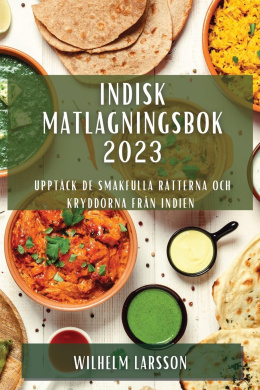 INDISK
MATLAGNINGSBOK
2023
UPPTÄCK DE SMAKFULLA RÄTTERNA OCH
KRYDDORNA FRÅN INDIEN
WILHELM LARSSON